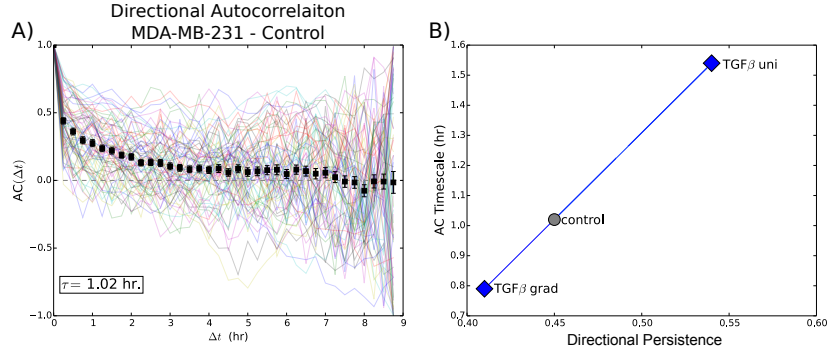 Directional Autocorrelaiton
MDA-MB-231 - Control
A)
1.0
0.5
0.0
−0.5
−1.0
AC(Δt)
τ = 1.02 hr.
0 1 2 3 4 5 6 7 8 9
Δt (hr)
B)
1.6
1.5
1.4
1.3
1.2
1.1
1.0
0.9
0.8
0.7
AC Timescale (hr)
TGFβ uni
control
TGFβ grad
0.40 0.45 0.50 0.55 0.60
Directional Persistence